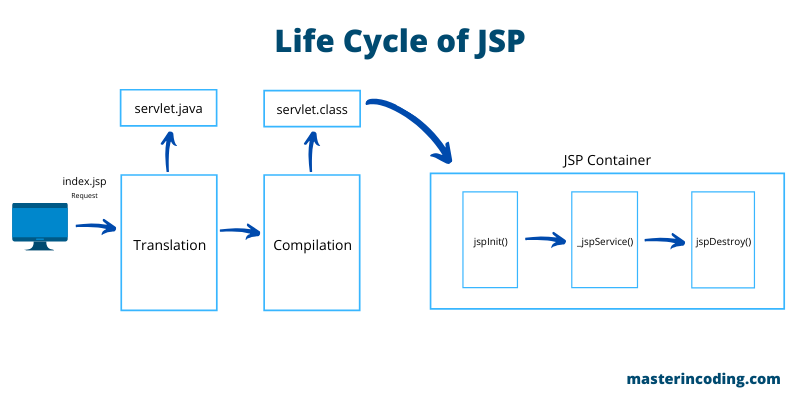 Life Cycle of JSP
servlet.java
servlet.class
JSP Container
index.jsp
Request
Translation
Compilation
jspInit()
_jspService()
jspDestroy()
masterincoding.com